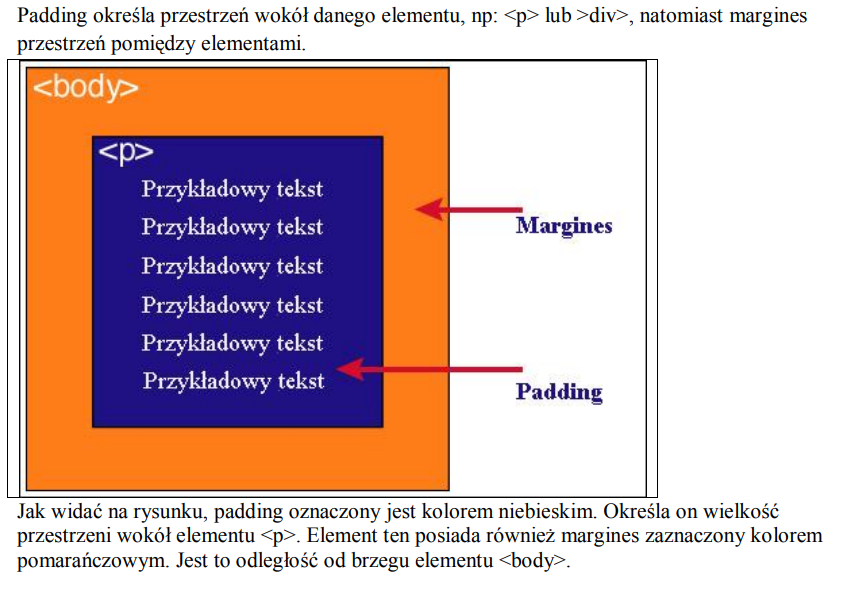 Padding określa przestrzeń wokół danego elementu, np: <p> lub >div>, natomiast margines
przestrzeń pomiędzy elementami.
<body>
<p>
Przykładowy tekst
Przykładowy tekst
Przykładowy tekst
Przykładowy tekst
Przykładowy tekst
Przykładowy tekst
Margines
Padding
Jak widać na rysunku, padding oznaczony jest kolorem niebieskim. Określa on wielkość
przestrzeni wokół elementu <p>. Element ten posiada również margines zaznaczony kolorem
pomarańczowym. Jest to odległość od brzegu elementu <body>.